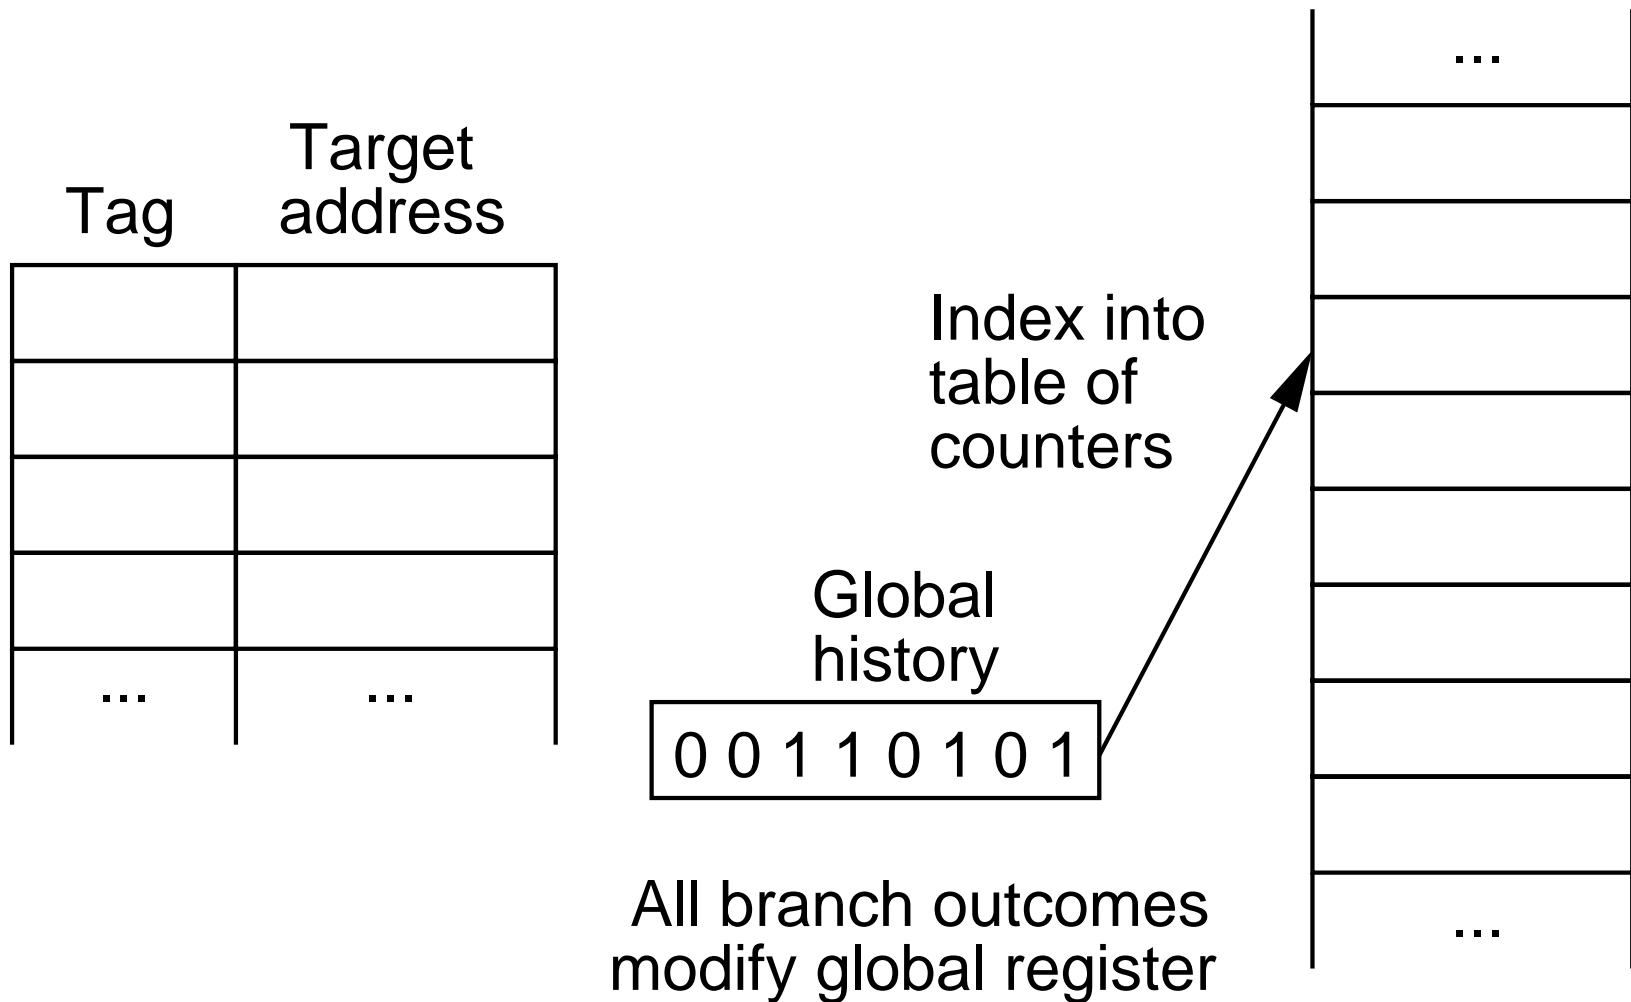 ...
Target
Tag address
Index into
table of
counters
Global
history
... ...
0 0 1 1 0 1 0 1
All branch outcomes
modify global register
...